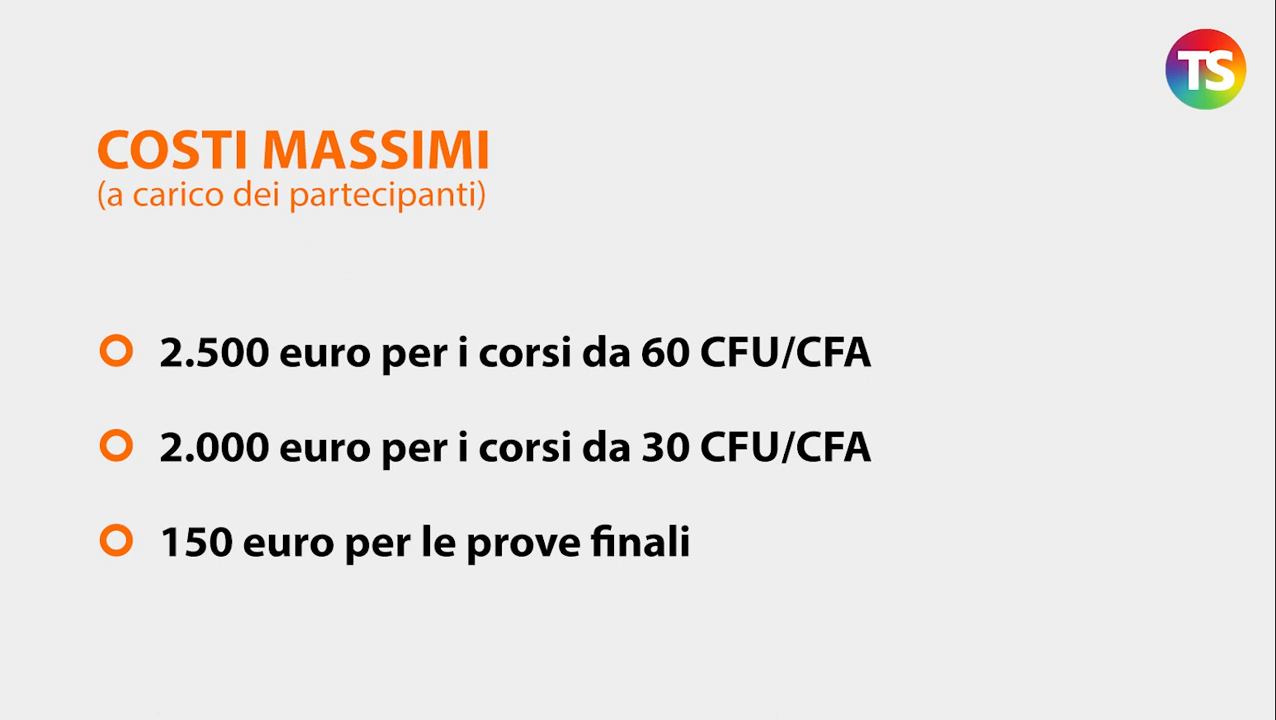 TS
COSTI MASSIMI
(a carico dei partecipanti)
2.500 euro per i corsi da 60 CFU/CFA
2.000 euro per i corsi da 30 CFU/CFA
150 euro per le prove finali